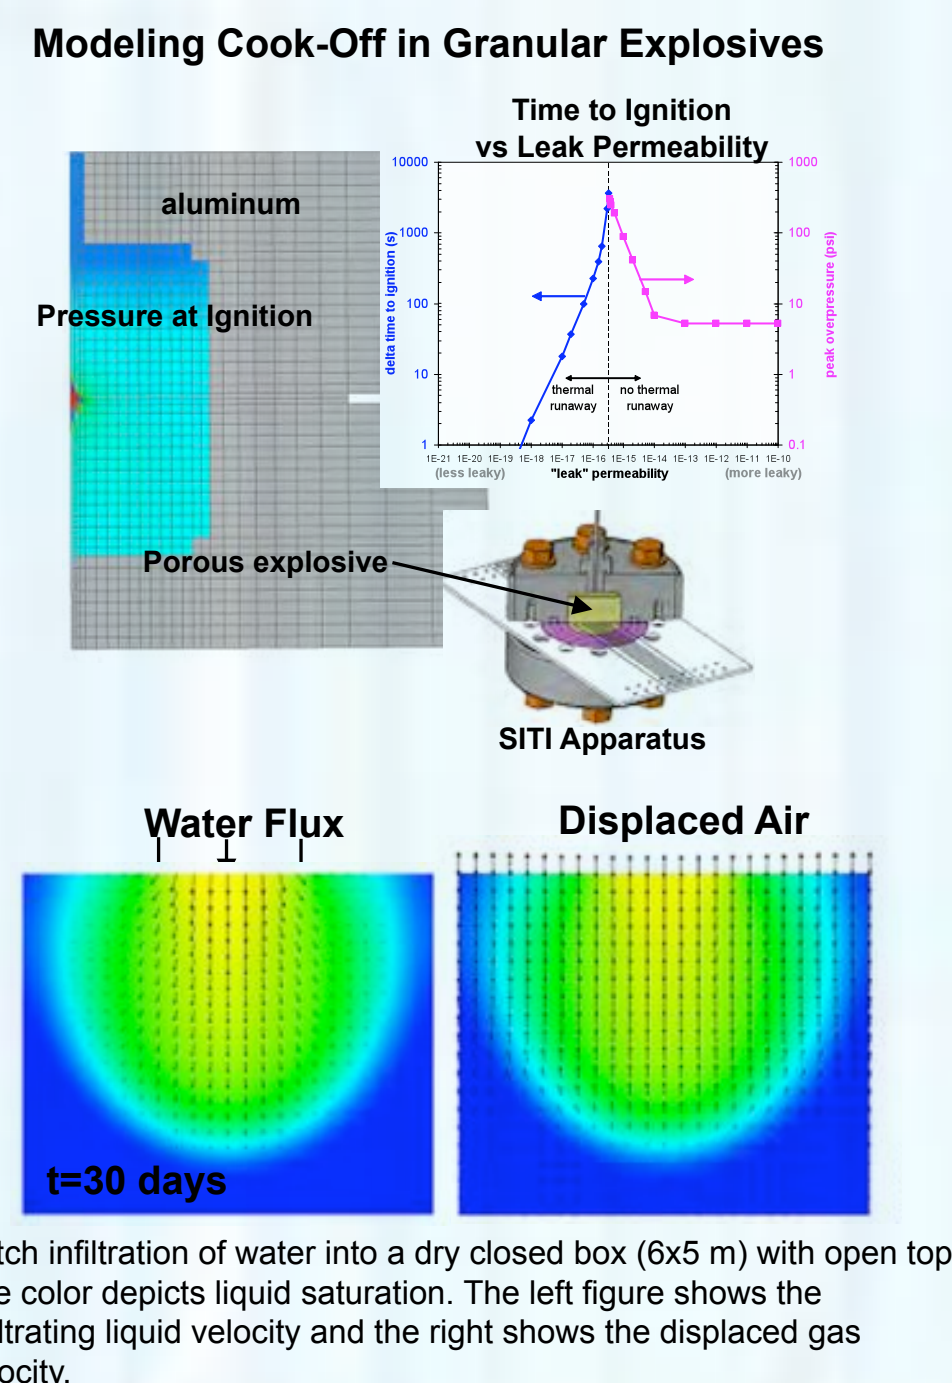 Modeling Cook-Off in Granular Explosives
Time to Ignition
vs Leak Permeability
aluminum
Pressure at Ignition
10000
1000
100
10
1
delta time to ignition (s)
1000
100
10
1
0.1
peak overpressure (psi)
thermal
runaway
no thermal
runaway
1E-21 1E-20 1E-19 1E-18 1E-17 1E-16 1E-15 1E-14 1E-13 1E-12 1E-11 1E-10
(less leaky) "leak" permeability (more leaky)
Porous explosive
SITI Apparatus
Water Flux
Displaced Air
t=30 days
tch infiltration of water into a dry closed box (6x5 m) with open top
e color depicts liquid saturation. The left figure shows the
ltrating liquid velocity and the right shows the displaced gas
ocity.